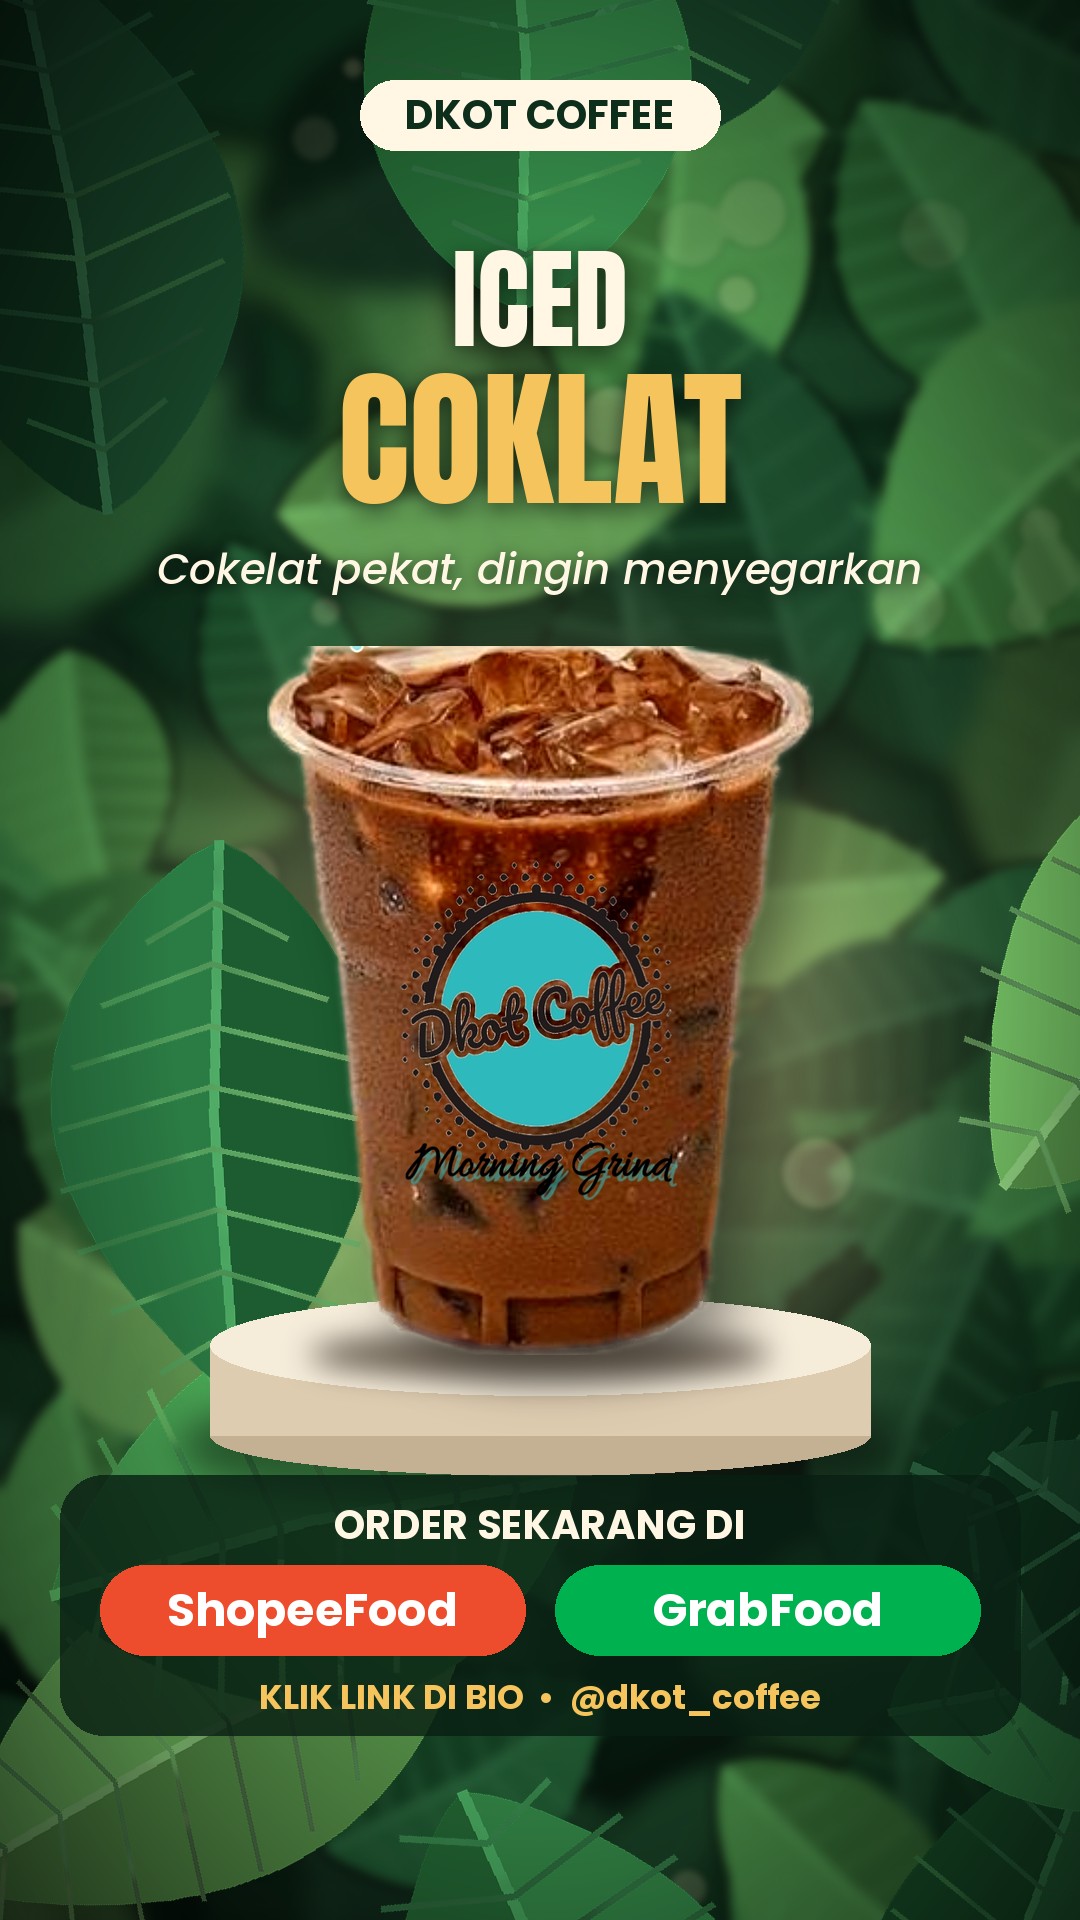 DKOT COFFEE
ICED
COKLAT
Cokelat pekat, dingin menyegarkan
Dkot Coffee
Morning Grind
ORDER SEKARANG DI
ShopeeFood GrabFood
KLIK LINK DI BIO • @dkot_coffee